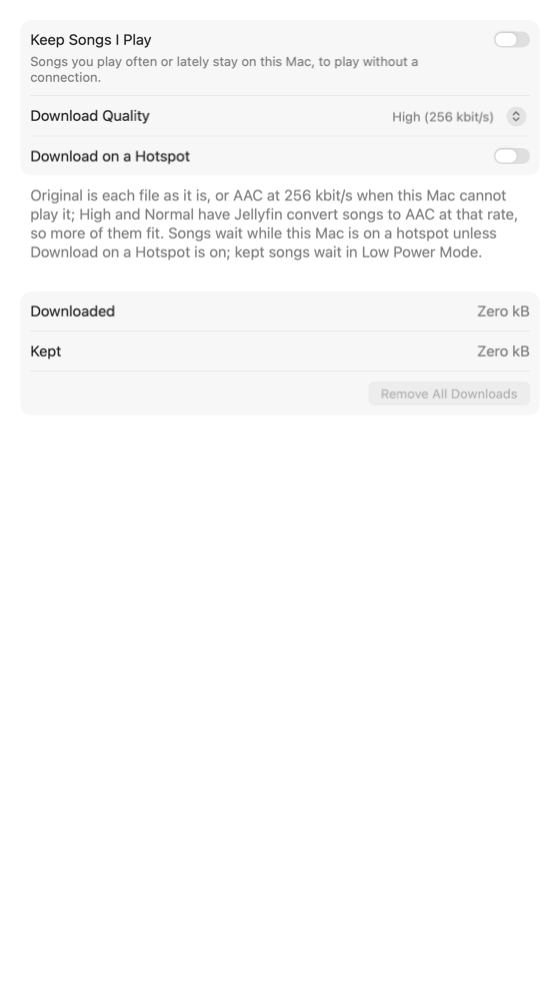 Keep Songs I Play
Songs you play often or lately stay on this Mac, to play without a
connection.
Download Quality
High (256 kbit/s)
Download on a Hotspot
Original is each file as it is, or AAC at 256 kbit/s when this Mac cannot
play it; High and Normal have Jellyfin convert songs to AAC at that rate,
so more of them fit. Songs wait while this Mac is on a hotspot unless
Download on a Hotspot is on; kept songs wait in Low Power Mode.
Downloaded
Zero kB
Kept
Zero kB
Remove All Downloads